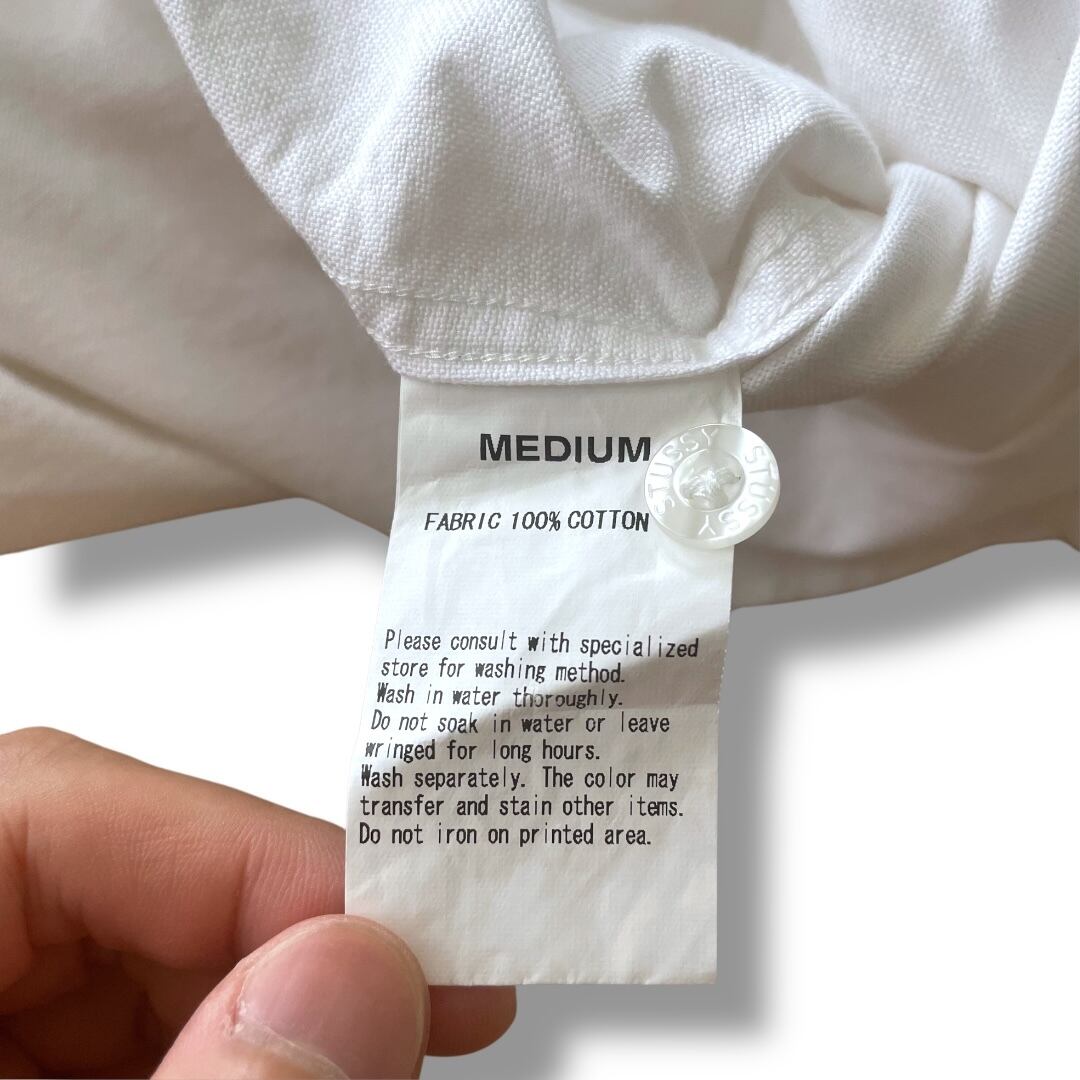 MEDIUM
STUSSY STUSSY
FABRIC 100% COTTON
Please consult with specialized
store for washing method.
Wash in water thoroughly.
Do not soak in water or leave
wringed for long hours.
Wash separately. The color may
transfer and stain other items.
Do not iron on printed area.